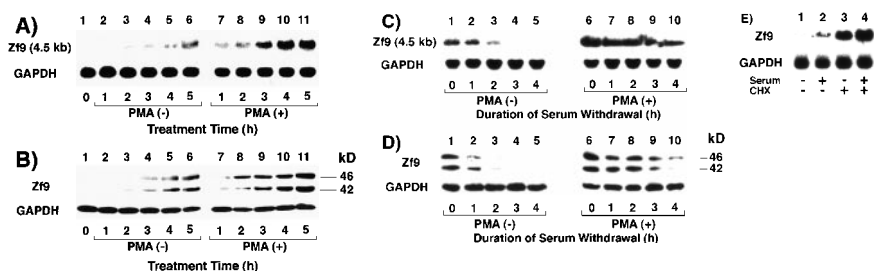 A)
1 2 3 4 5 6 7 8 9 10 11
Zf9 (4.5 kb)
GAPDH
0 1 2 3 4 5 1 2 3 4 5
PMA (-) PMA (+)
Treatment Time (h)
B)
1 2 3 4 5 6 7 8 9 10 11 kD
Zf9
46
42
GAPDH
0 1 2 3 4 5 1 2 3 4 5
PMA (-) PMA (+)
Treatment Time (h)
C)
1 2 3 4 5 6 7 8 9 10
Zf9 (4.5 kb)
GAPDH
0 1 2 3 4 0 1 2 3 4
PMA (-) PMA (+)
Duration of Serum Withdrawal (h)
D)
1 2 3 4 5 6 7 8 9 10 kD
Zf9
46
42
GAPDH
0 1 2 3 4 0 1 2 3 4
PMA (-) PMA (+)
Duration of Serum Withdrawal (h)
E)
1 2 3 4
Zf9
GAPDH
Serum - + - +
CHX - - + +